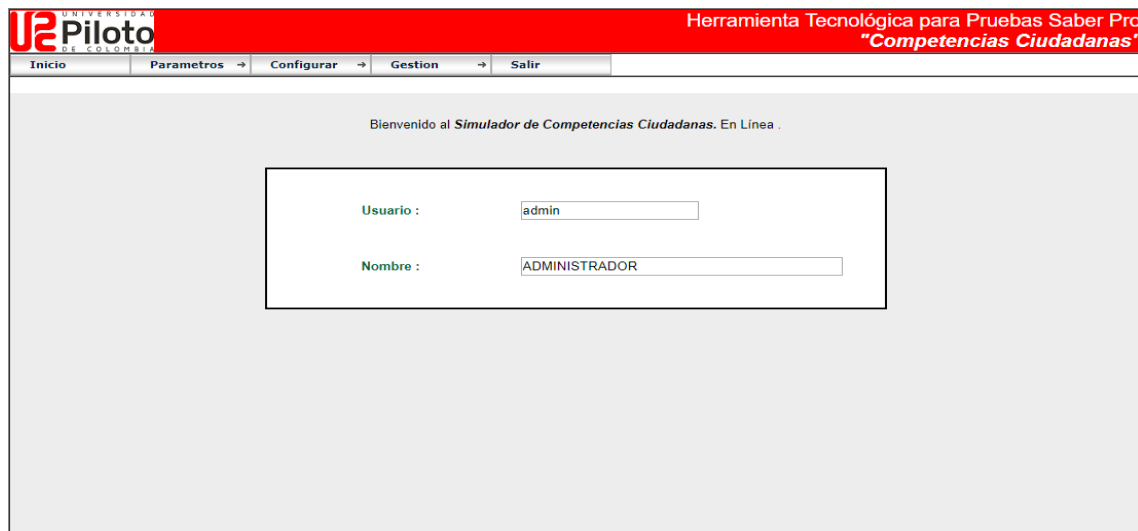 UNIVERSIDAD
Piloto
DE COLOMBIA
Herramienta Tecnológica para Pruebas Saber Pro
"Competencias Ciudadanas"
Inicio Parametros → Configurar → Gestion → Salir
Bienvenido al Simulador de Competencias Ciudadanas. En Línea .
Usuario : admin
Nombre : ADMINISTRADOR